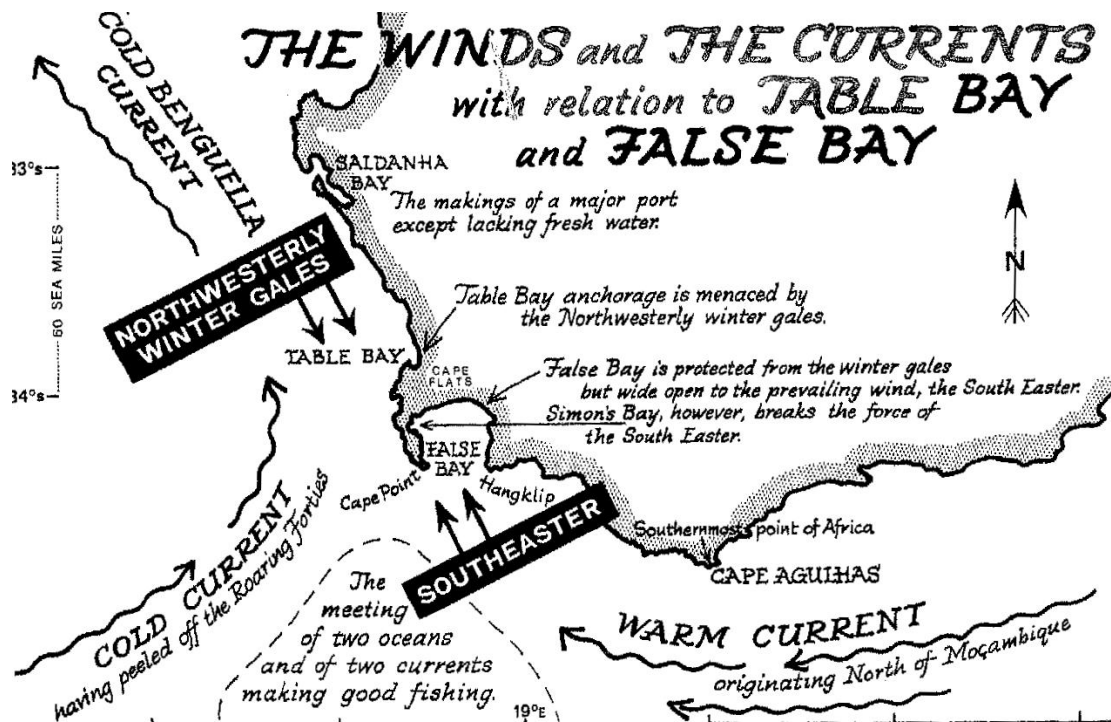 THE WINDS and THE CURRENTS
with relation to TABLE BAY
and FALSE BAY
COLD BENGUELLA
CURRENT
33°s
SALDANHA
BAY
The makings of a major port
except lacking fresh water.
60 SEA MILES
N
NORTHWESTERLY
WINTER GALES
Table Bay anchorage is menaced by
the Northwesterly winter gales.
TABLE BAY
CAPE
FLATS
False Bay is protected from the winter gales
but wide open to the prevailing wind, the South Easter.
Simon's Bay, however, breaks the force of
the South Easter.
34°s
FALSE
BAY
Cape Point
Hangklip
SOUTHEASTER
Southernmost point of Africa
CAPE AGUILHAS
COLD CURRENT
having peeled off the Roaring Forties
The
meeting
of two oceans
and of two currents
making good fishing.
WARM CURRENT
originating North of Moçambique
19°E